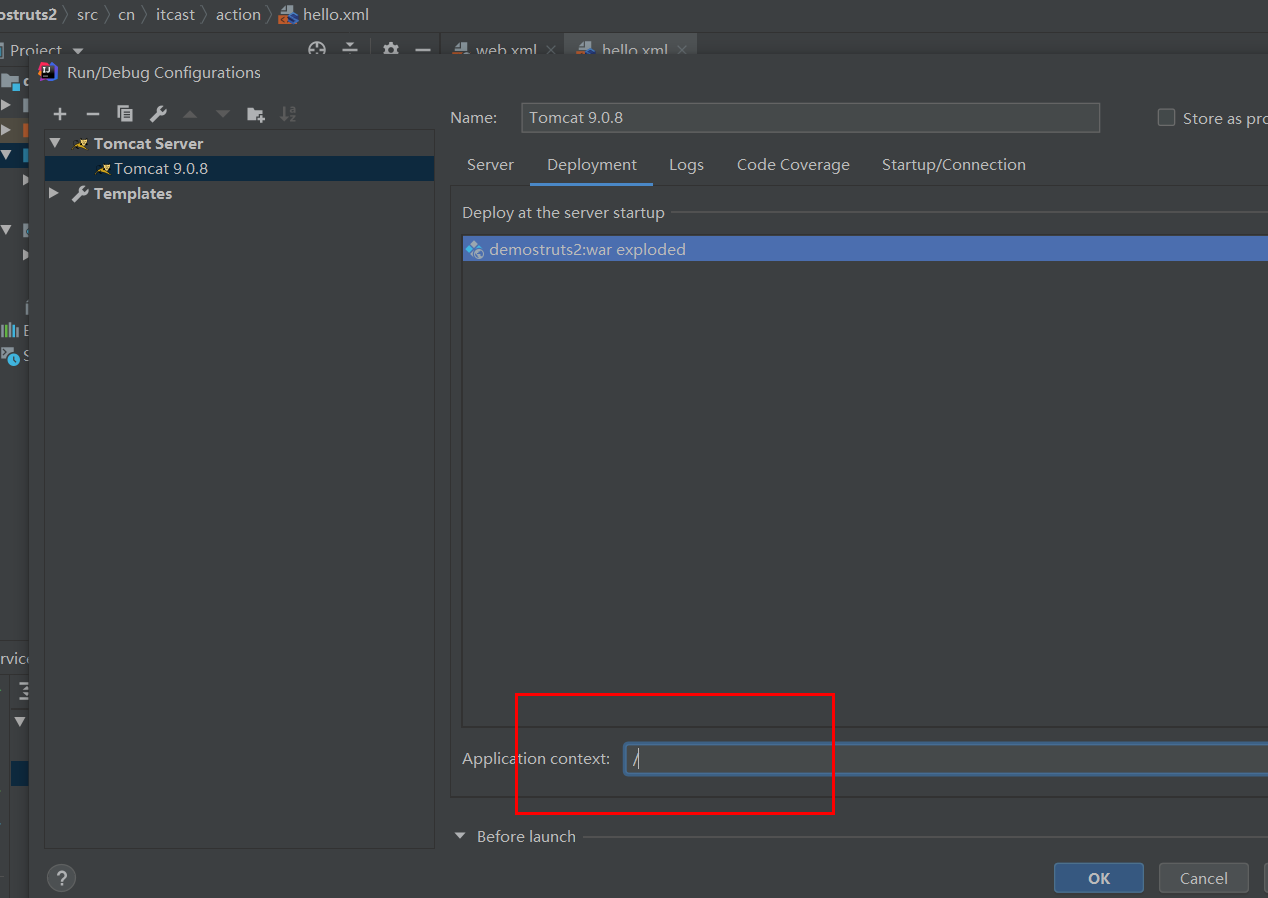 ostruts2 src cn itcast action hello.xml
Project web.xml hello.xml
Run/Debug Configurations
Name: Tomcat 9.0.8 Store as pro
Tomcat Server
Tomcat 9.0.8
Templates
Server Deployment Logs Code Coverage Startup/Connection
Deploy at the server startup
demostruts2:war exploded
rvice
Application context: /
Before launch
? OK Cancel